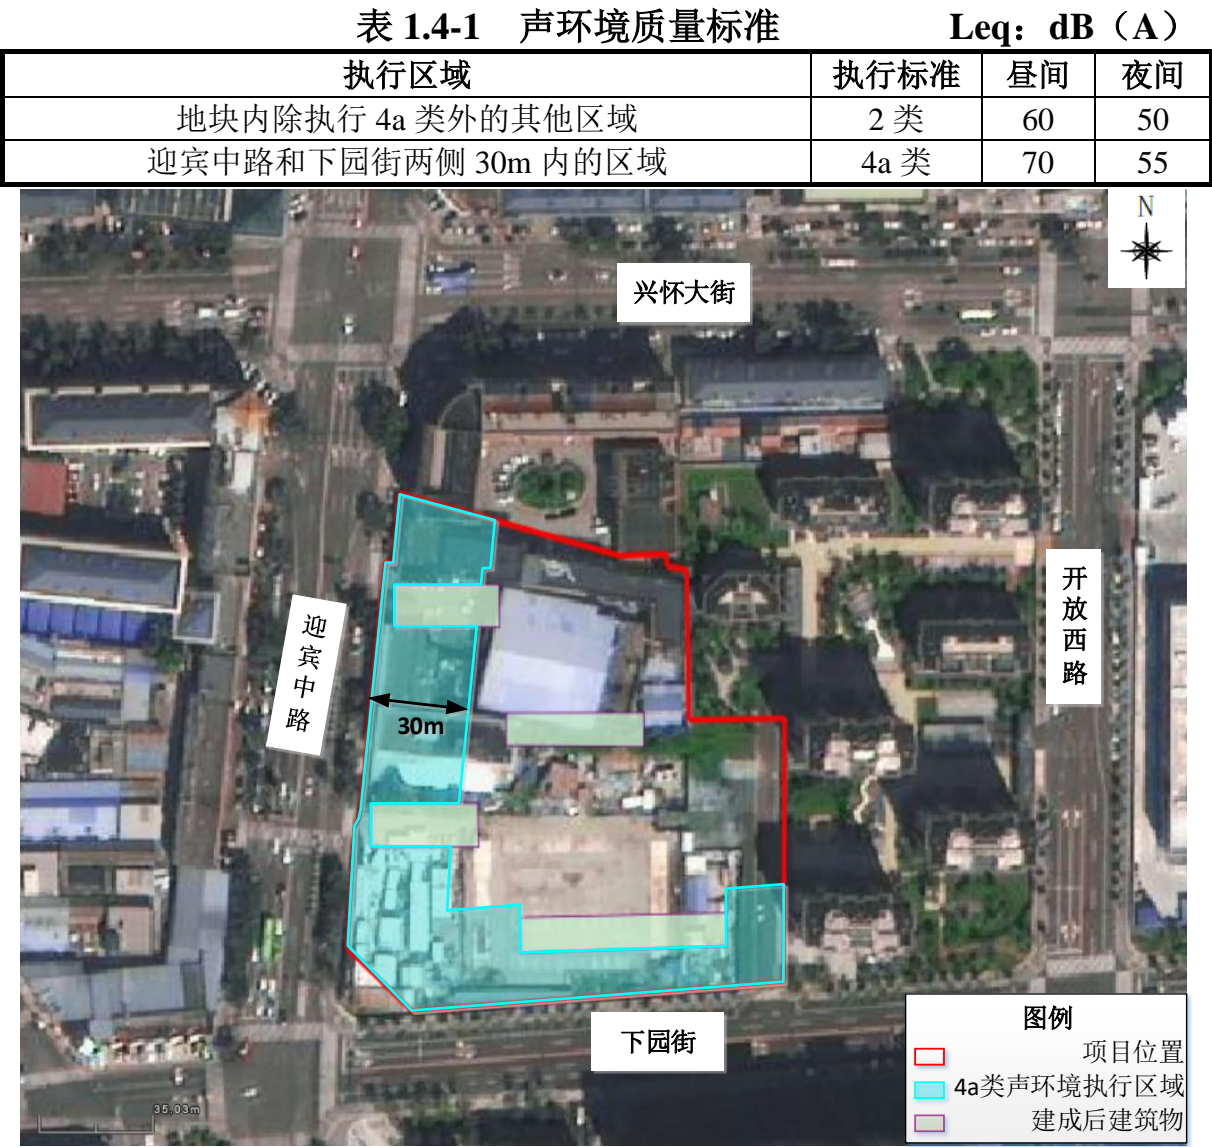 表 1.4-1 声环境质量标准 Leq：dB（A）
执行区域 执行标准 昼间 夜间
地块内除执行 4a 类外的其他区域 2 类 60 50
迎宾中路和下园街两侧 30m 内的区域 4a 类 70 55
N
兴怀大街
开放西路
迎宾中路
30m
下园街
图例
项目位置
4a类声环境执行区域
建成后建筑物
35.03m